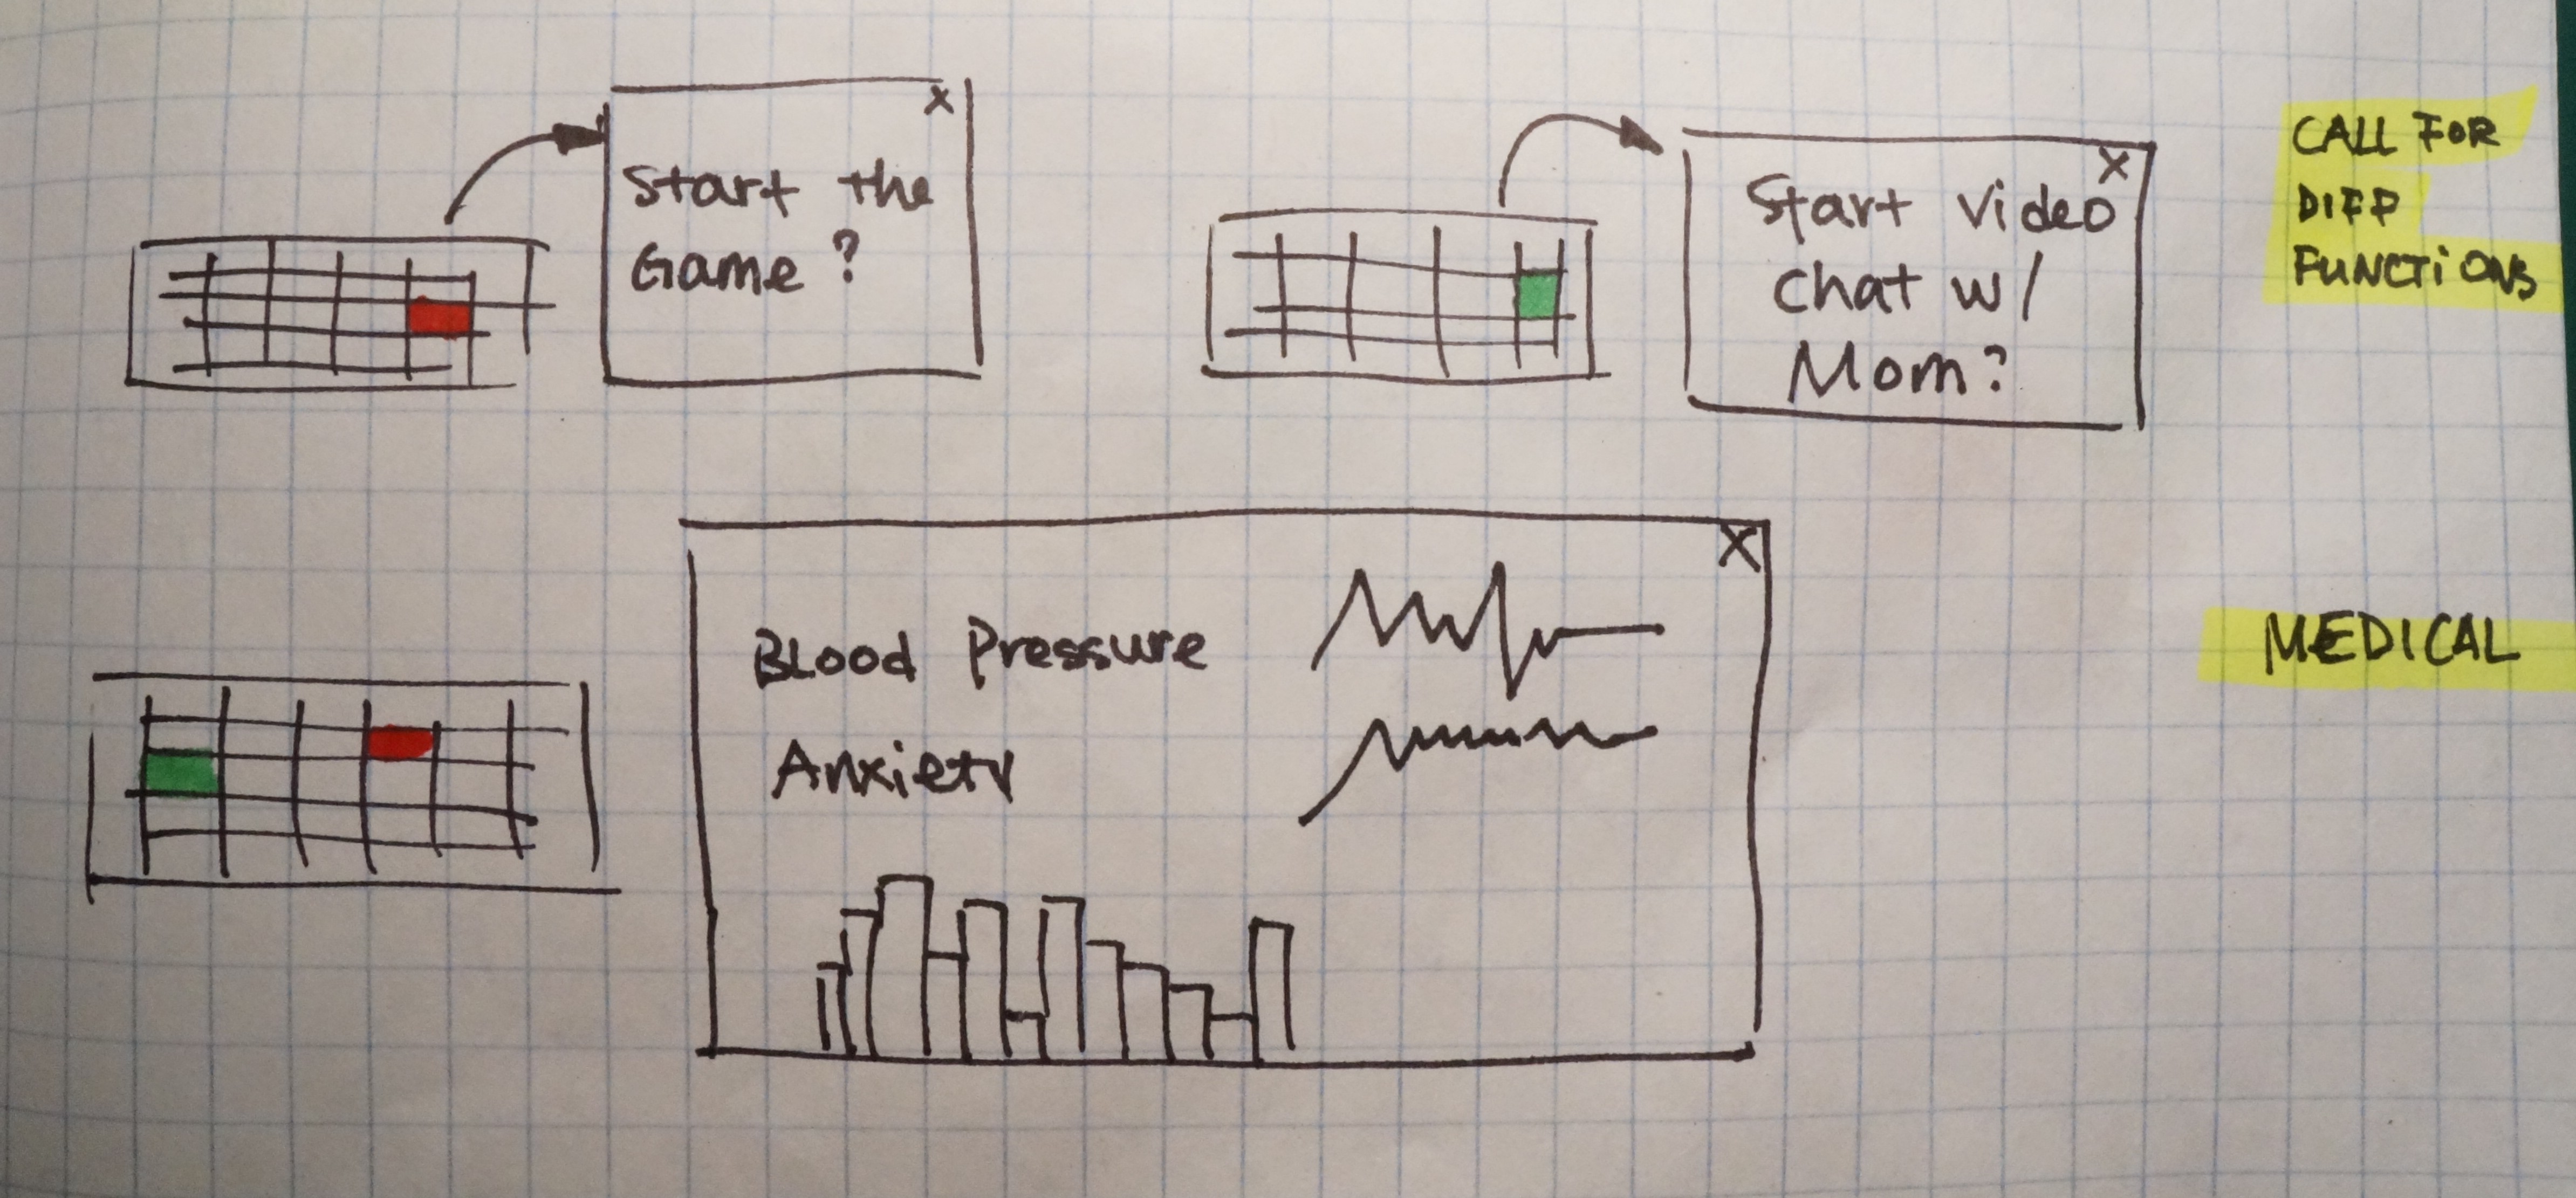 x
Start the
Game ?
x
Start video
chat w/
Mom?
CALL FOR
DIFF
FUNCTiONS
X
Blood Pressure
Anxiety
MEDICAL